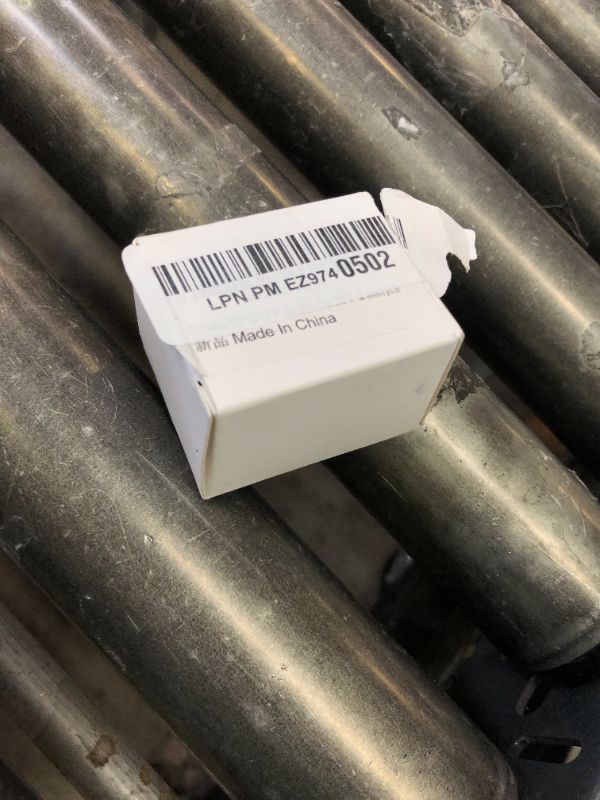 LPN PM EZ974 0502
新品 Made In China